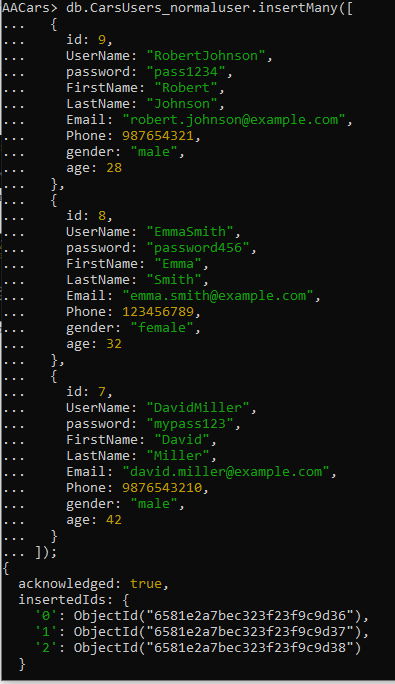 AACars> db.CarsUsers_normaluser.insertMany([
...   {
...     id: 9,
...     UserName: "RobertJohnson",
...     password: "pass1234",
...     FirstName: "Robert",
...     LastName: "Johnson",
...     Email: "robert.johnson@example.com",
...     Phone: 987654321,
...     gender: "male",
...     age: 28
...   },
...   {
...     id: 8,
...     UserName: "EmmaSmith",
...     password: "password456",
...     FirstName: "Emma",
...     LastName: "Smith",
...     Email: "emma.smith@example.com",
...     Phone: 123456789,
...     gender: "female",
...     age: 32
...   },
...   {
...     id: 7,
...     UserName: "DavidMiller",
...     password: "mypass123",
...     FirstName: "David",
...     LastName: "Miller",
...     Email: "david.miller@example.com",
...     Phone: 9876543210,
...     gender: "male",
...     age: 42
...   }
... ]);
{
  acknowledged: true,
  insertedIds: {
    '0': ObjectId("6581e2a7bec323f23f9c9d36"),
    '1': ObjectId("6581e2a7bec323f23f9c9d37"),
    '2': ObjectId("6581e2a7bec323f23f9c9d38")
  }